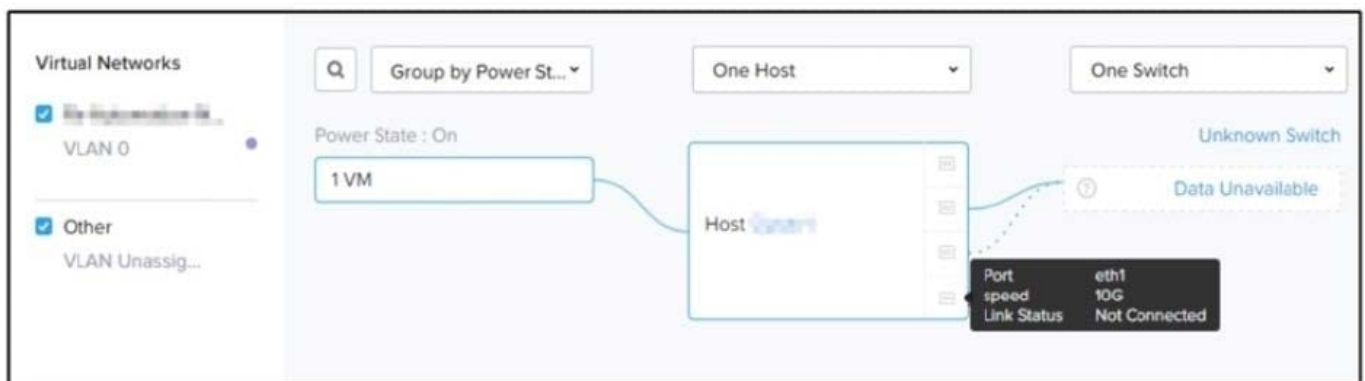 Virtual Networks
VLAN 0
Other
VLAN Unassig...
Group by Power St...
One Host
One Switch
Power State : On
1 VM
Host
Unknown Switch
Data Unavailable
Port eth1
speed 10G
Link Status Not Connected